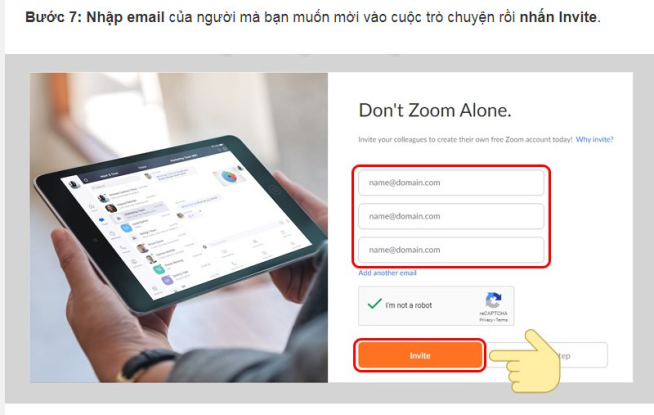 Bước 7: Nhập email của người mà bạn muốn mời vào cuộc trò chuyện rồi nhấn Invite.
Don't Zoom Alone.
Invite your colleagues to create their own free Zoom account today! Why invite?
name@domain.com
name@domain.com
name@domain.com
Add another email
I'm not a robot
reCAPTCHA
Privacy - Terms
Invite
tep